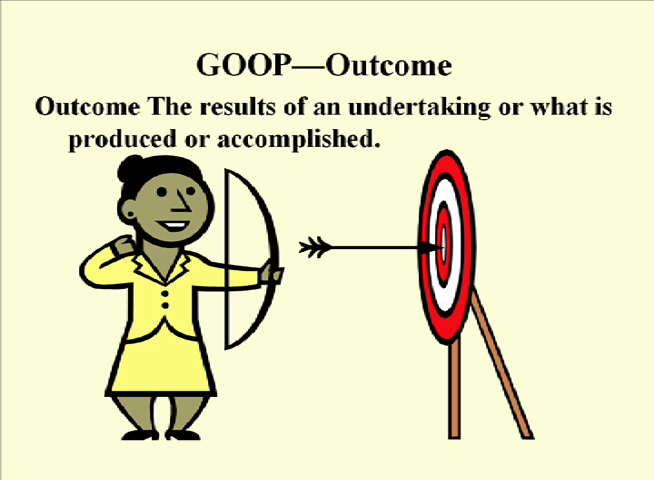 GOOP—Outcome
Outcome The results of an undertaking or what is
produced or accomplished.